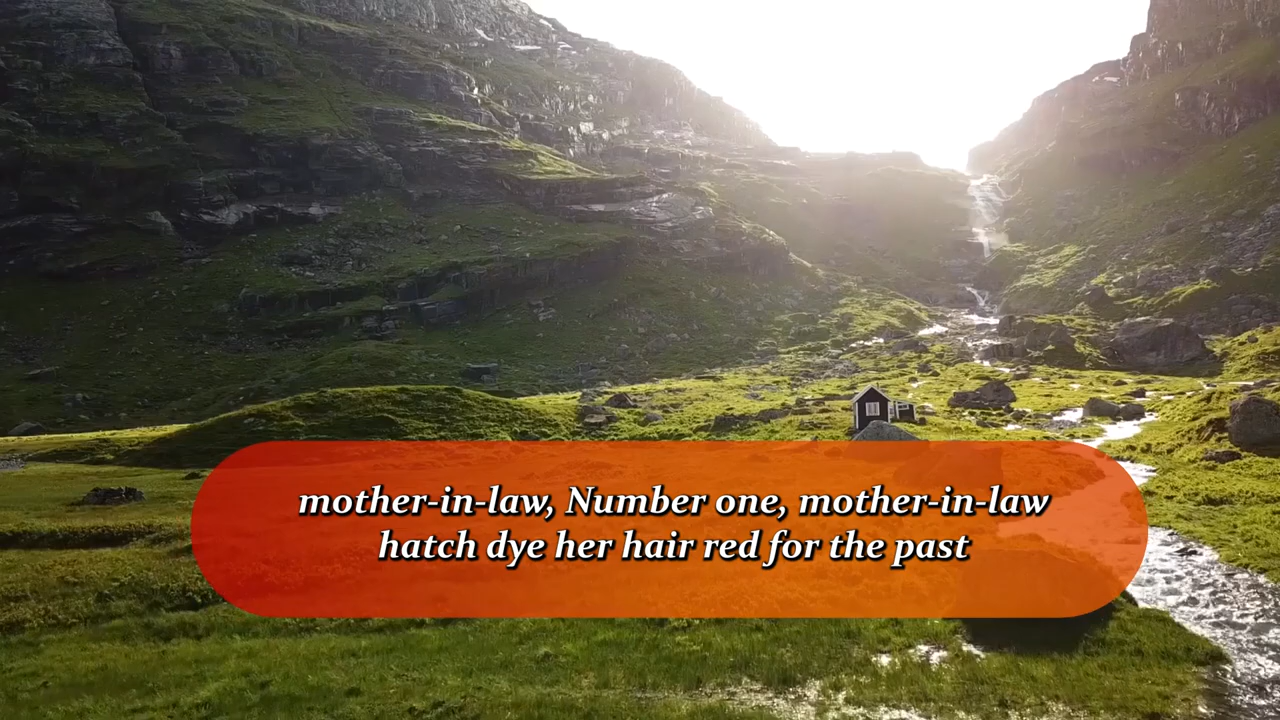 mother-in-law, Number one, mother-in-law
hatch dye her hair red for the past